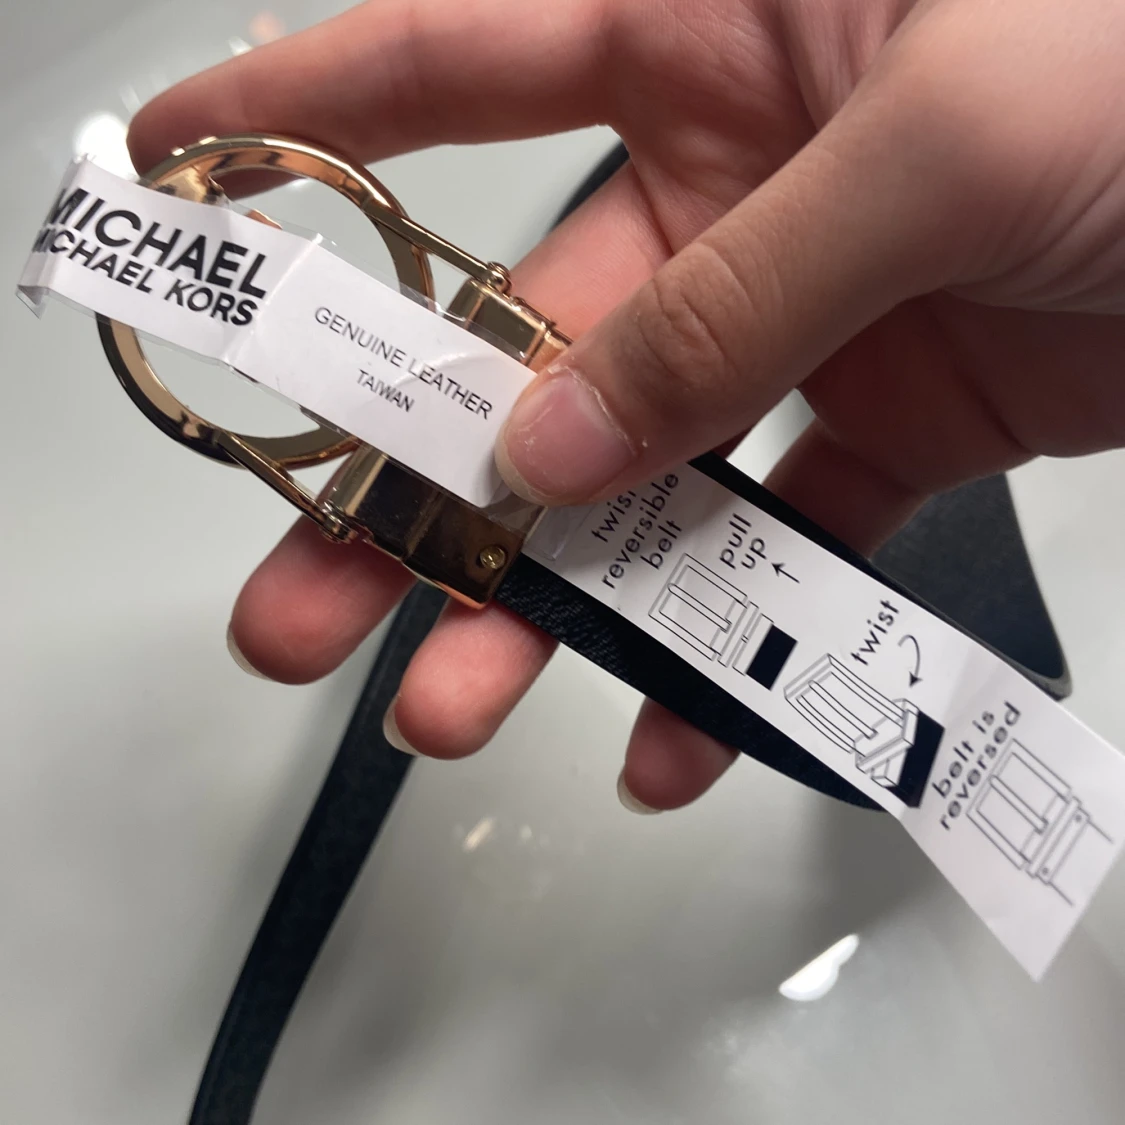 MICHAEL
MICHAEL KORS
GENUINE LEATHER
TAIWAN
twist
reversible
belt
pull
up
twist
belt is
reversed